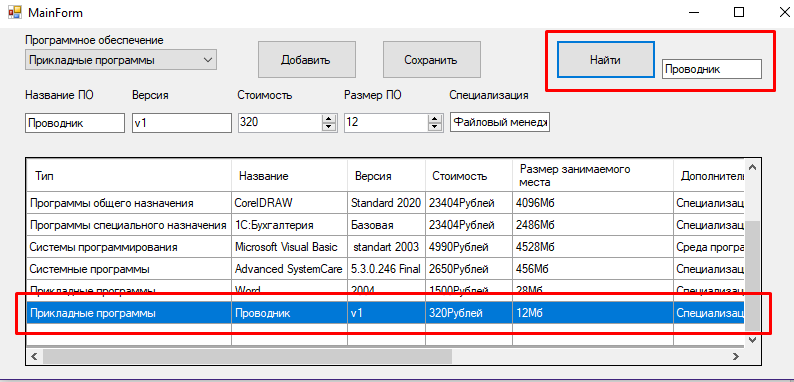 MainForm
Программное обеспечение
Прикладные программы
Добавить
Сохранить
Найти
Проводник
Название ПО
Версия
Стоимость
Размер ПО
Специализация
Проводник
v1
320
12
Файловый менедж
Тип
Название
Версия
Стоимость
Размер занимаемого
места
Дополнитель
Программы общего назначения CorelDRAW Standard 2020 23404Рублей 4096Мб Специализац
Программы специального назначения 1С:Бухгалтерия Базовая 23404Рублей 2486Мб Специализац
Системы программирования Microsoft Visual Basic standart 2003 4990Рублей 4528Мб Среда програ
Системные программы Advanced SystemCare 5.3.0.246 Final 2650Рублей 456Мб Специализац
Прикладные программы Word 2004 1500Рублей 28Мб Специализац
Прикладные программы Проводник v1 320Рублей 12Мб Специализац